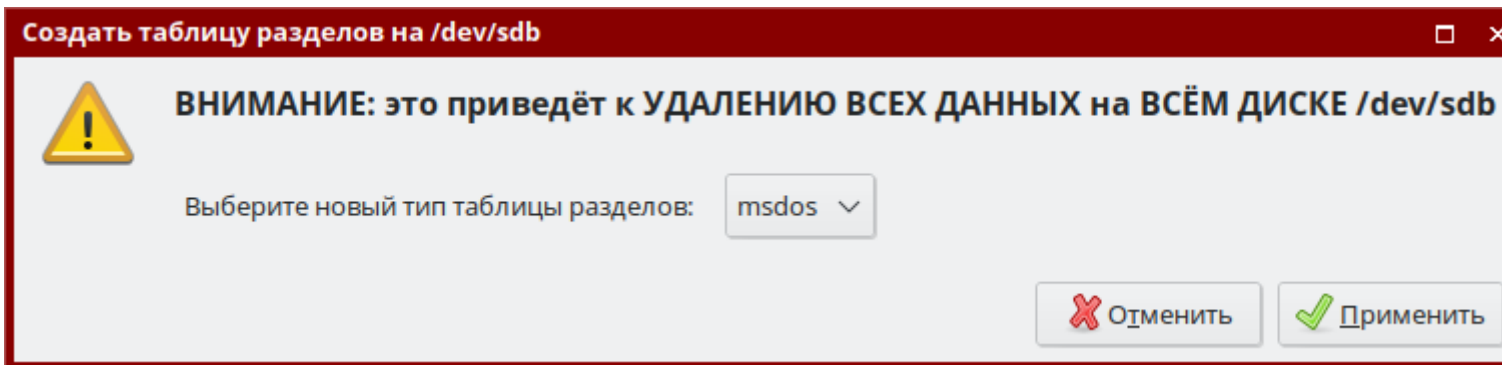 Создать таблицу разделов на /dev/sdb
ВНИМАНИЕ: это приведёт к УДАЛЕНИЮ ВСЕХ ДАННЫХ на ВСЁМ ДИСКЕ /dev/sdb
Выберите новый тип таблицы разделов: msdos
Отменить Применить